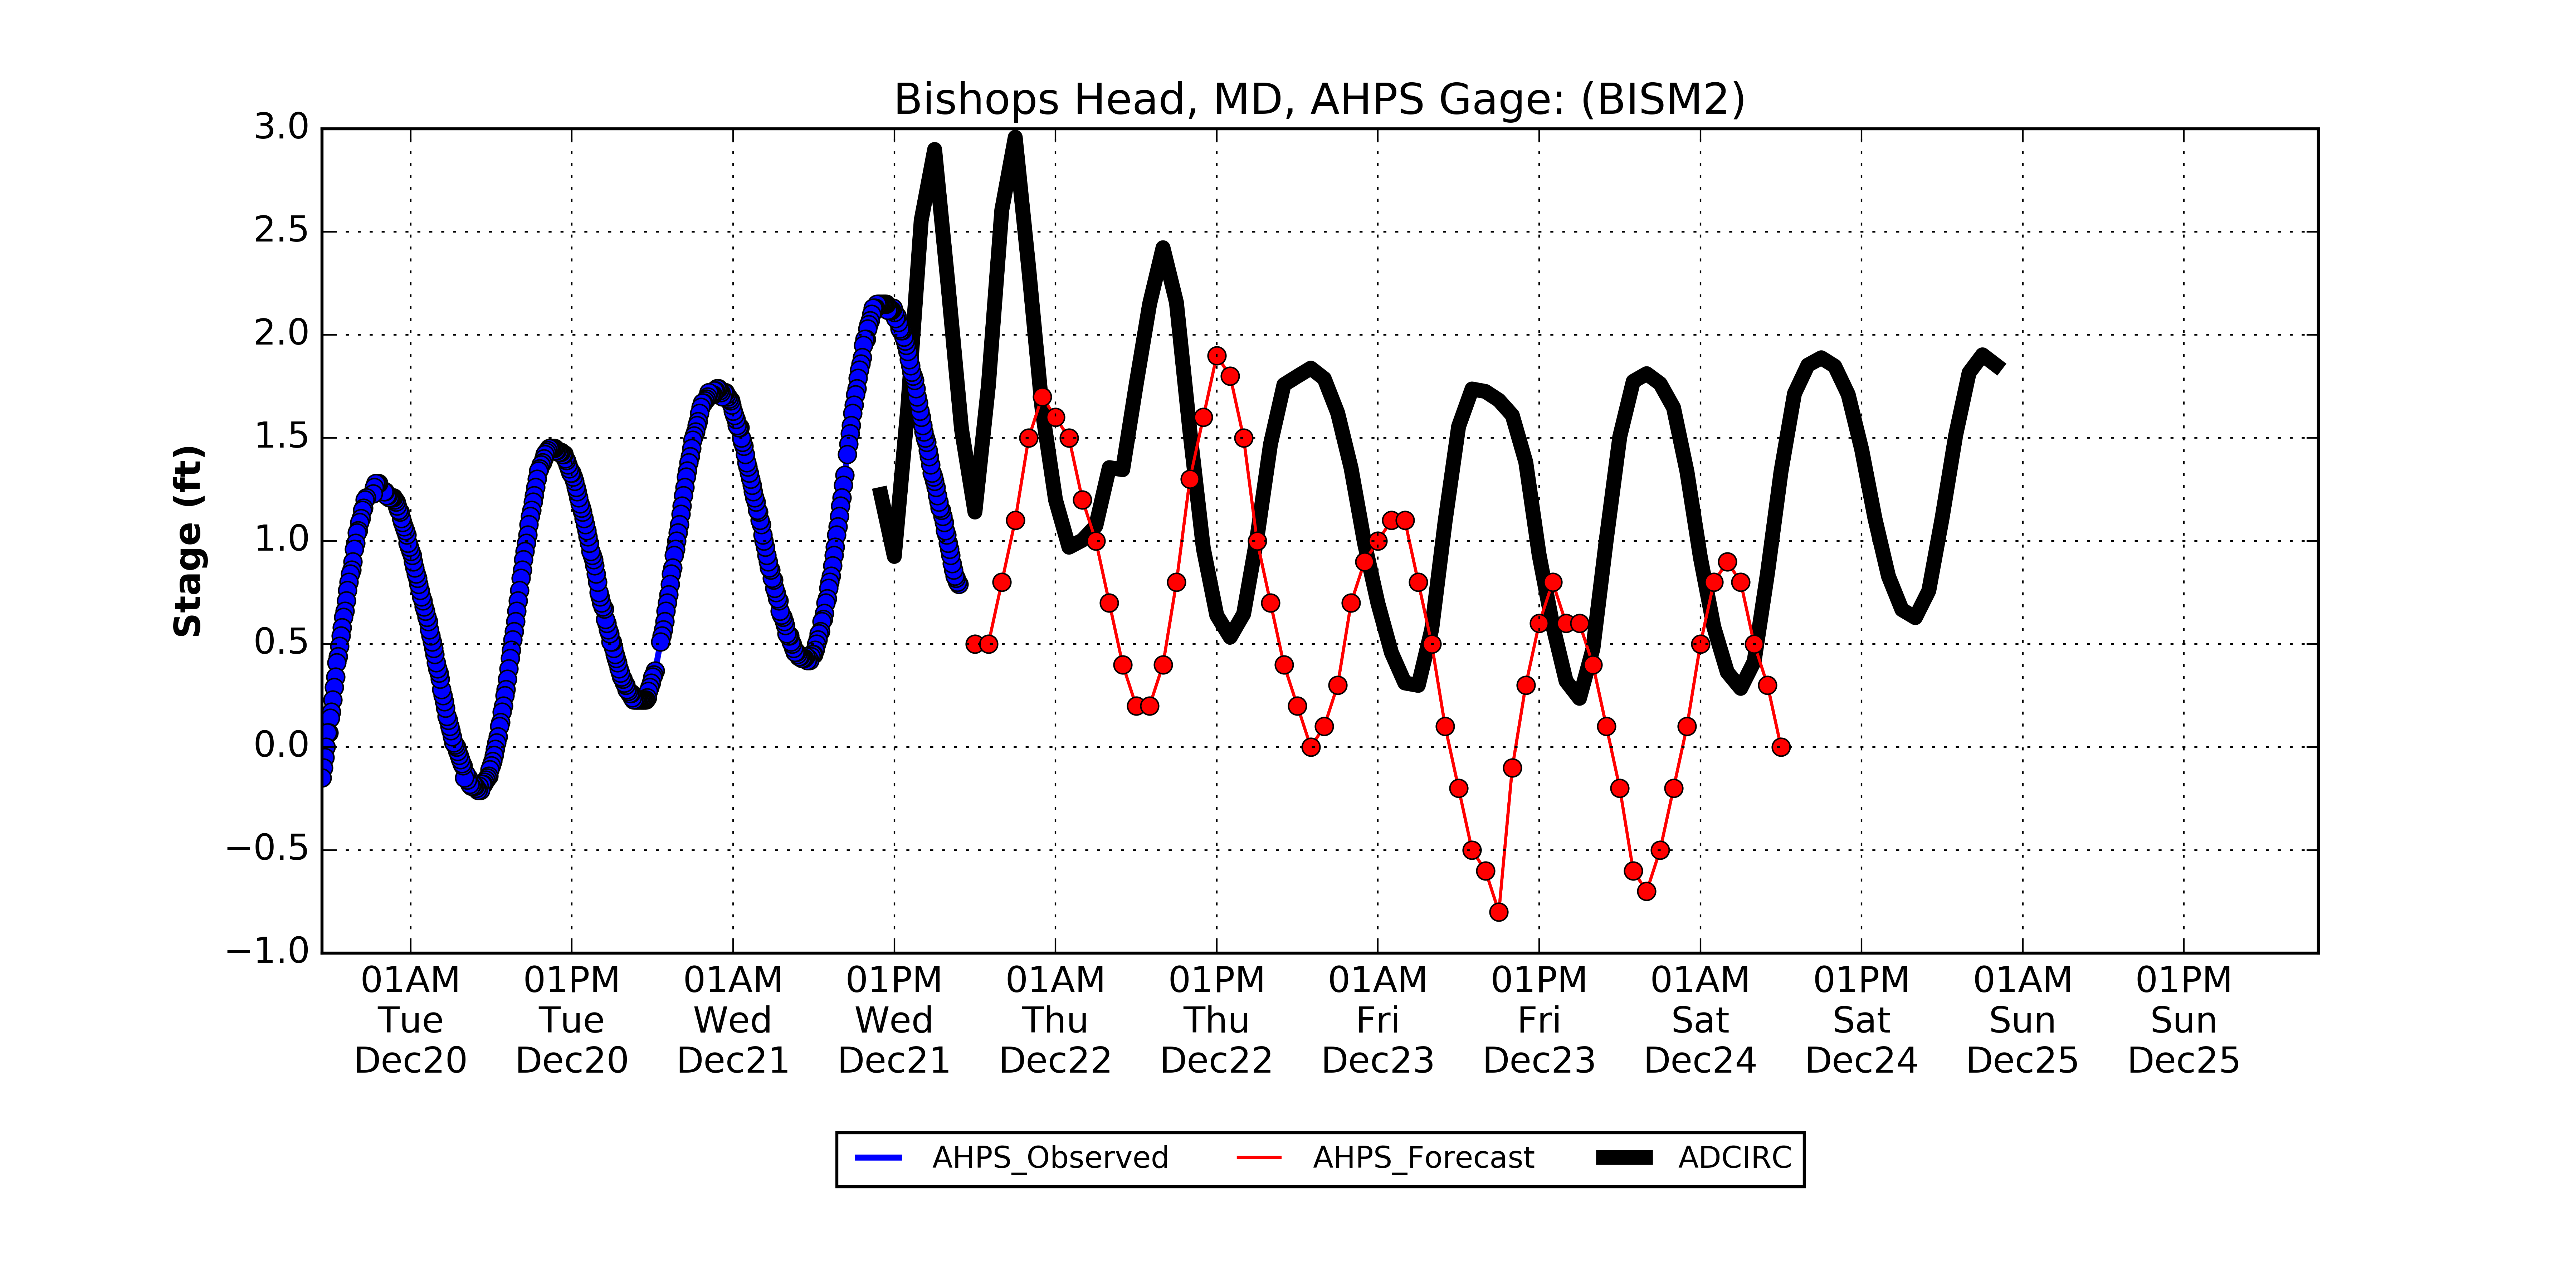 Bishops Head, MD, AHPS Gage: (BISM2)
3.0
2.5
2.0
1.5
1.0
0.5
0.0
−0.5
−1.0
Stage (ft)
01AM 01PM 01AM 01PM 01AM 01PM 01AM 01PM 01AM 01PM 01AM 01PM
Tue Tue Wed Wed Thu Thu Fri Fri Sat Sat Sun Sun
Dec20 Dec20 Dec21 Dec21 Dec22 Dec22 Dec23 Dec23 Dec24 Dec24 Dec25 Dec25
AHPS_Observed AHPS_Forecast ADCIRC